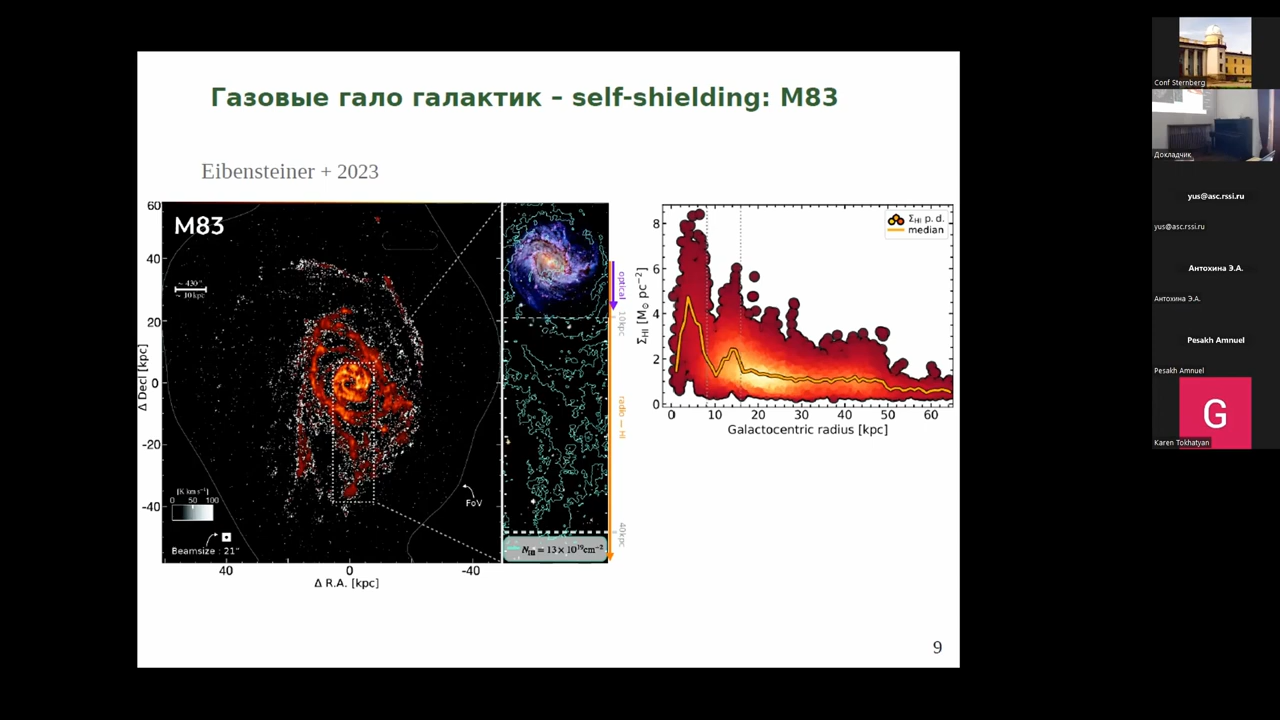 Газовые гало галактик – self-shielding: M83
Eibensteiner + 2023
M83
60
40
20
0
-20
-40
Δ Decl [kpc]
~ 430"
~ 10 kpc
[K km s⁻¹]
0 50 100
Beamsize : 21"
FoV
40 0 -40
Δ R.A. [kpc]
optical
10kpc
radio — HI
40kpc
N_HI = 13 × 10¹⁹cm⁻²
Σ_HI p. d.
median
8
6
4
2
0
Σ_HI [M⊙ pc⁻²]
0 10 20 30 40 50 60
Galactocentric radius [kpc]
9
Conf Sternberg
Докладчик
yus@asc.rssi.ru
yus@asc.rssi.ru
Антохина Э.А.
Антохина Э.А.
Pesakh Amnuel
Pesakh Amnuel
G
Karen Tokhatyan